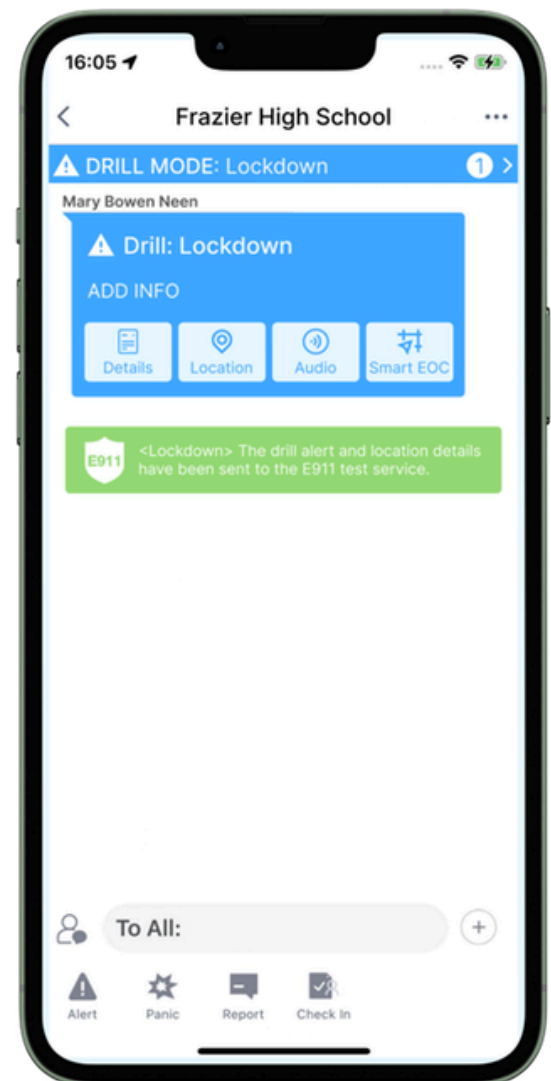 16:05
Frazier High School
DRILL MODE: Lockdown 1
Mary Bowen Neen
Drill: Lockdown
ADD INFO
Details Location Audio Smart EOC
E911
<Lockdown> The drill alert and location details
have been sent to the E911 test service.
To All:
Alert Panic Report Check In